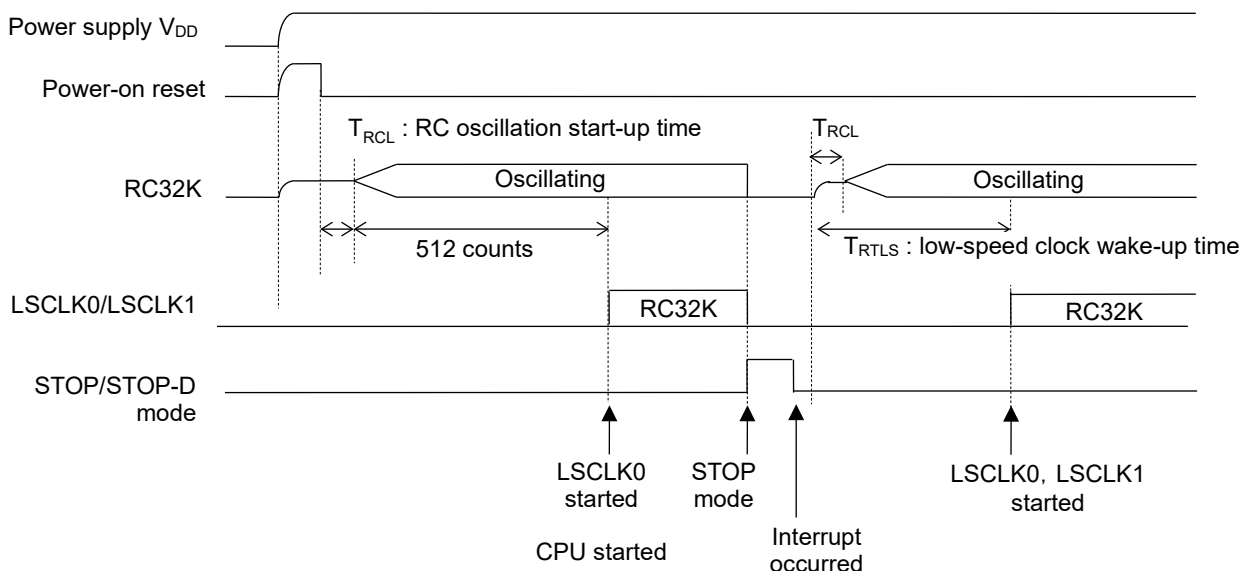 Power supply VDD
Power-on reset
TRCL : RC oscillation start-up time
TRCL
RC32K
Oscillating
Oscillating
512 counts
TRTLS : low-speed clock wake-up time
LSCLK0/LSCLK1
RC32K
RC32K
STOP/STOP-D
mode
LSCLK0
started
STOP
mode
LSCLK0, LSCLK1
started
CPU started
Interrupt
occurred